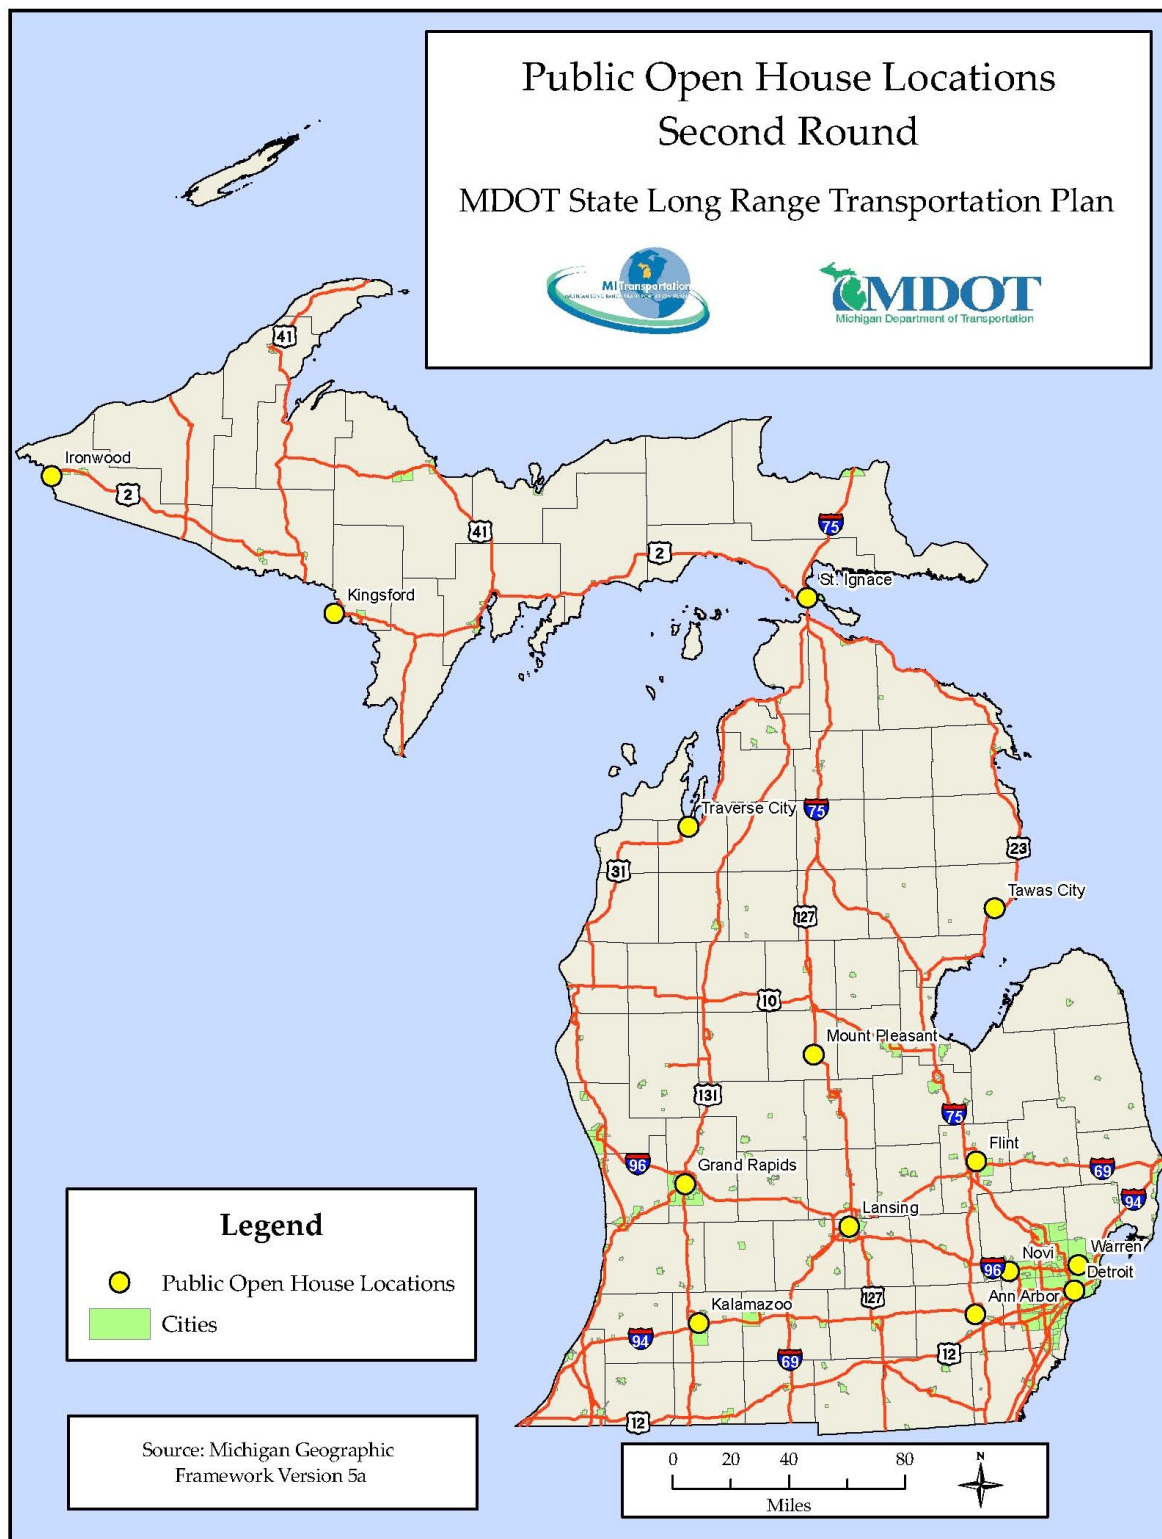 Public Open House Locations
Second Round
MDOT State Long Range Transportation Plan
MITransportation
MDOT
Michigan Department of Transportation
41
Ironwood
2
41
75
2
St. Ignace
Kingsford
Traverse City
75
23
31
Tawas City
127
10
Mount Pleasant
131
75
Flint
96
Grand Rapids
69
94
Lansing
Novi
Warren
96
Detroit
Ann Arbor
127
Kalamazoo
94
12
69
12
Legend
Public Open House Locations
Cities
Source: Michigan Geographic
Framework Version 5a
0 20 40 80
Miles
N